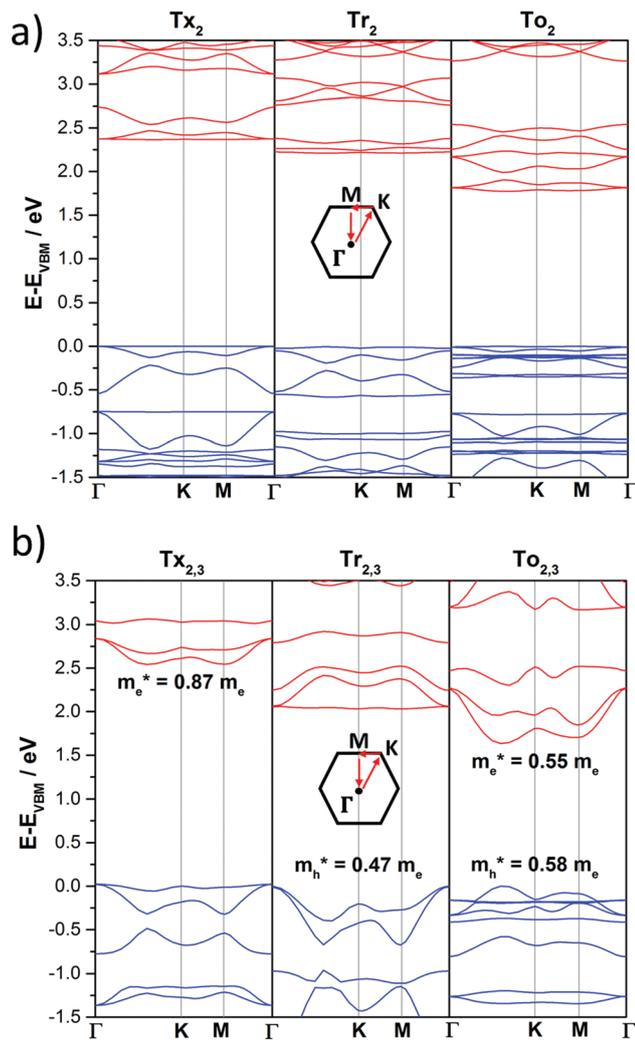 a)
Tx2 Tr2 To2
E-EVBM / eV
3.5
3.0
2.5
2.0
1.5
1.0
0.5
0.0
-0.5
-1.0
-1.5
M K
Γ
Γ K M Γ K M Γ K M Γ
b)
Tx2,3 Tr2,3 To2,3
E-EVBM / eV
3.5
3.0
2.5
2.0
1.5
1.0
0.5
0.0
-0.5
-1.0
-1.5
me* = 0.87 me
M K
Γ
me* = 0.55 me
mh* = 0.47 me
mh* = 0.58 me
Γ K M Γ K M Γ K M Γ